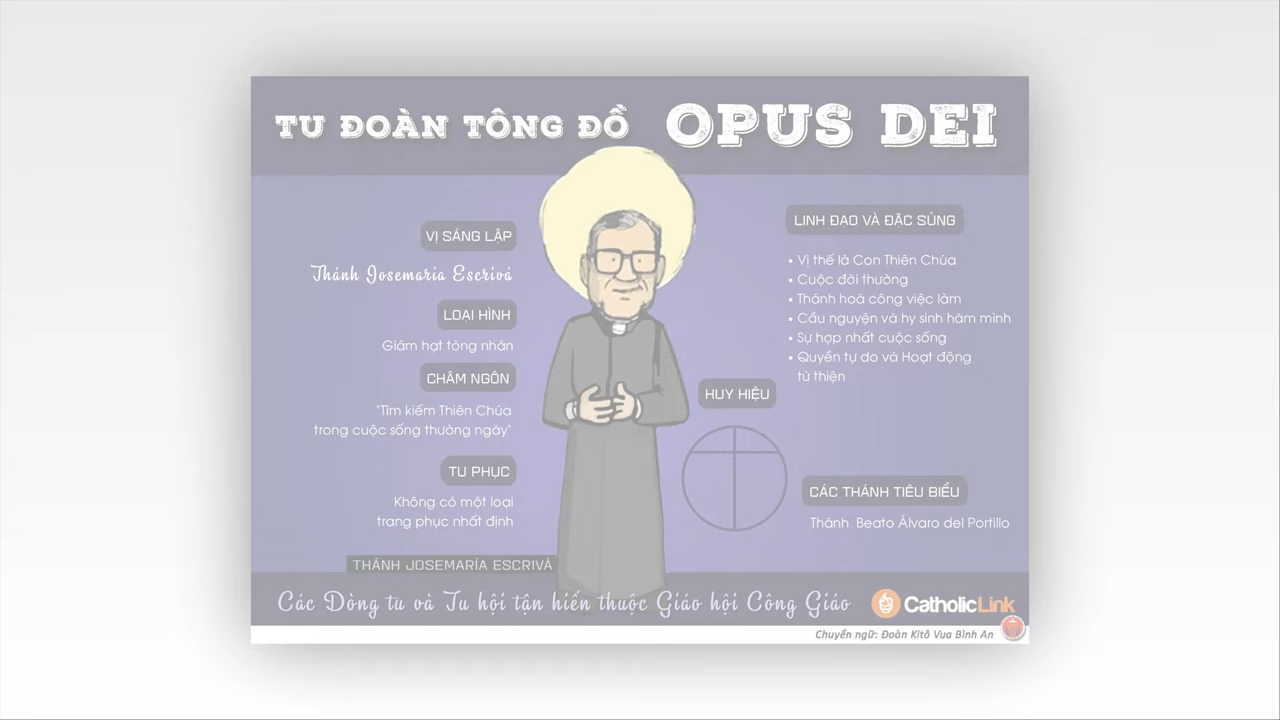 TU ĐOÀN TÔNG ĐỒ OPUS DEI
VỊ SÁNG LẬP
Thánh Josemaría Escrivá
LOẠI HÌNH
Giám hạt tòng nhân
CHÂM NGÔN
"Tìm kiếm Thiên Chúa
trong cuộc sống thường ngày"
TU PHỤC
Không có một loại
trang phục nhất định
THÁNH JOSEMARÍA ESCRIVÁ
LINH ĐẠO VÀ ĐẶC SỦNG
• Vị thế là Con Thiên Chúa
• Cuộc đời thường
• Thánh hoá công việc làm
• Cầu nguyện và hy sinh hãm mình
• Sự hợp nhất cuộc sống
• Quyền tự do và Hoạt động
từ thiện
HUY HIỆU
CÁC THÁNH TIÊU BIỂU
Thánh Beato Álvaro del Portillo
Các Dòng tu và Tu hội tận hiến thuộc Giáo hội Công Giáo
CatholicLink
Chuyển ngữ: Đoàn Kitô Vua Bình An